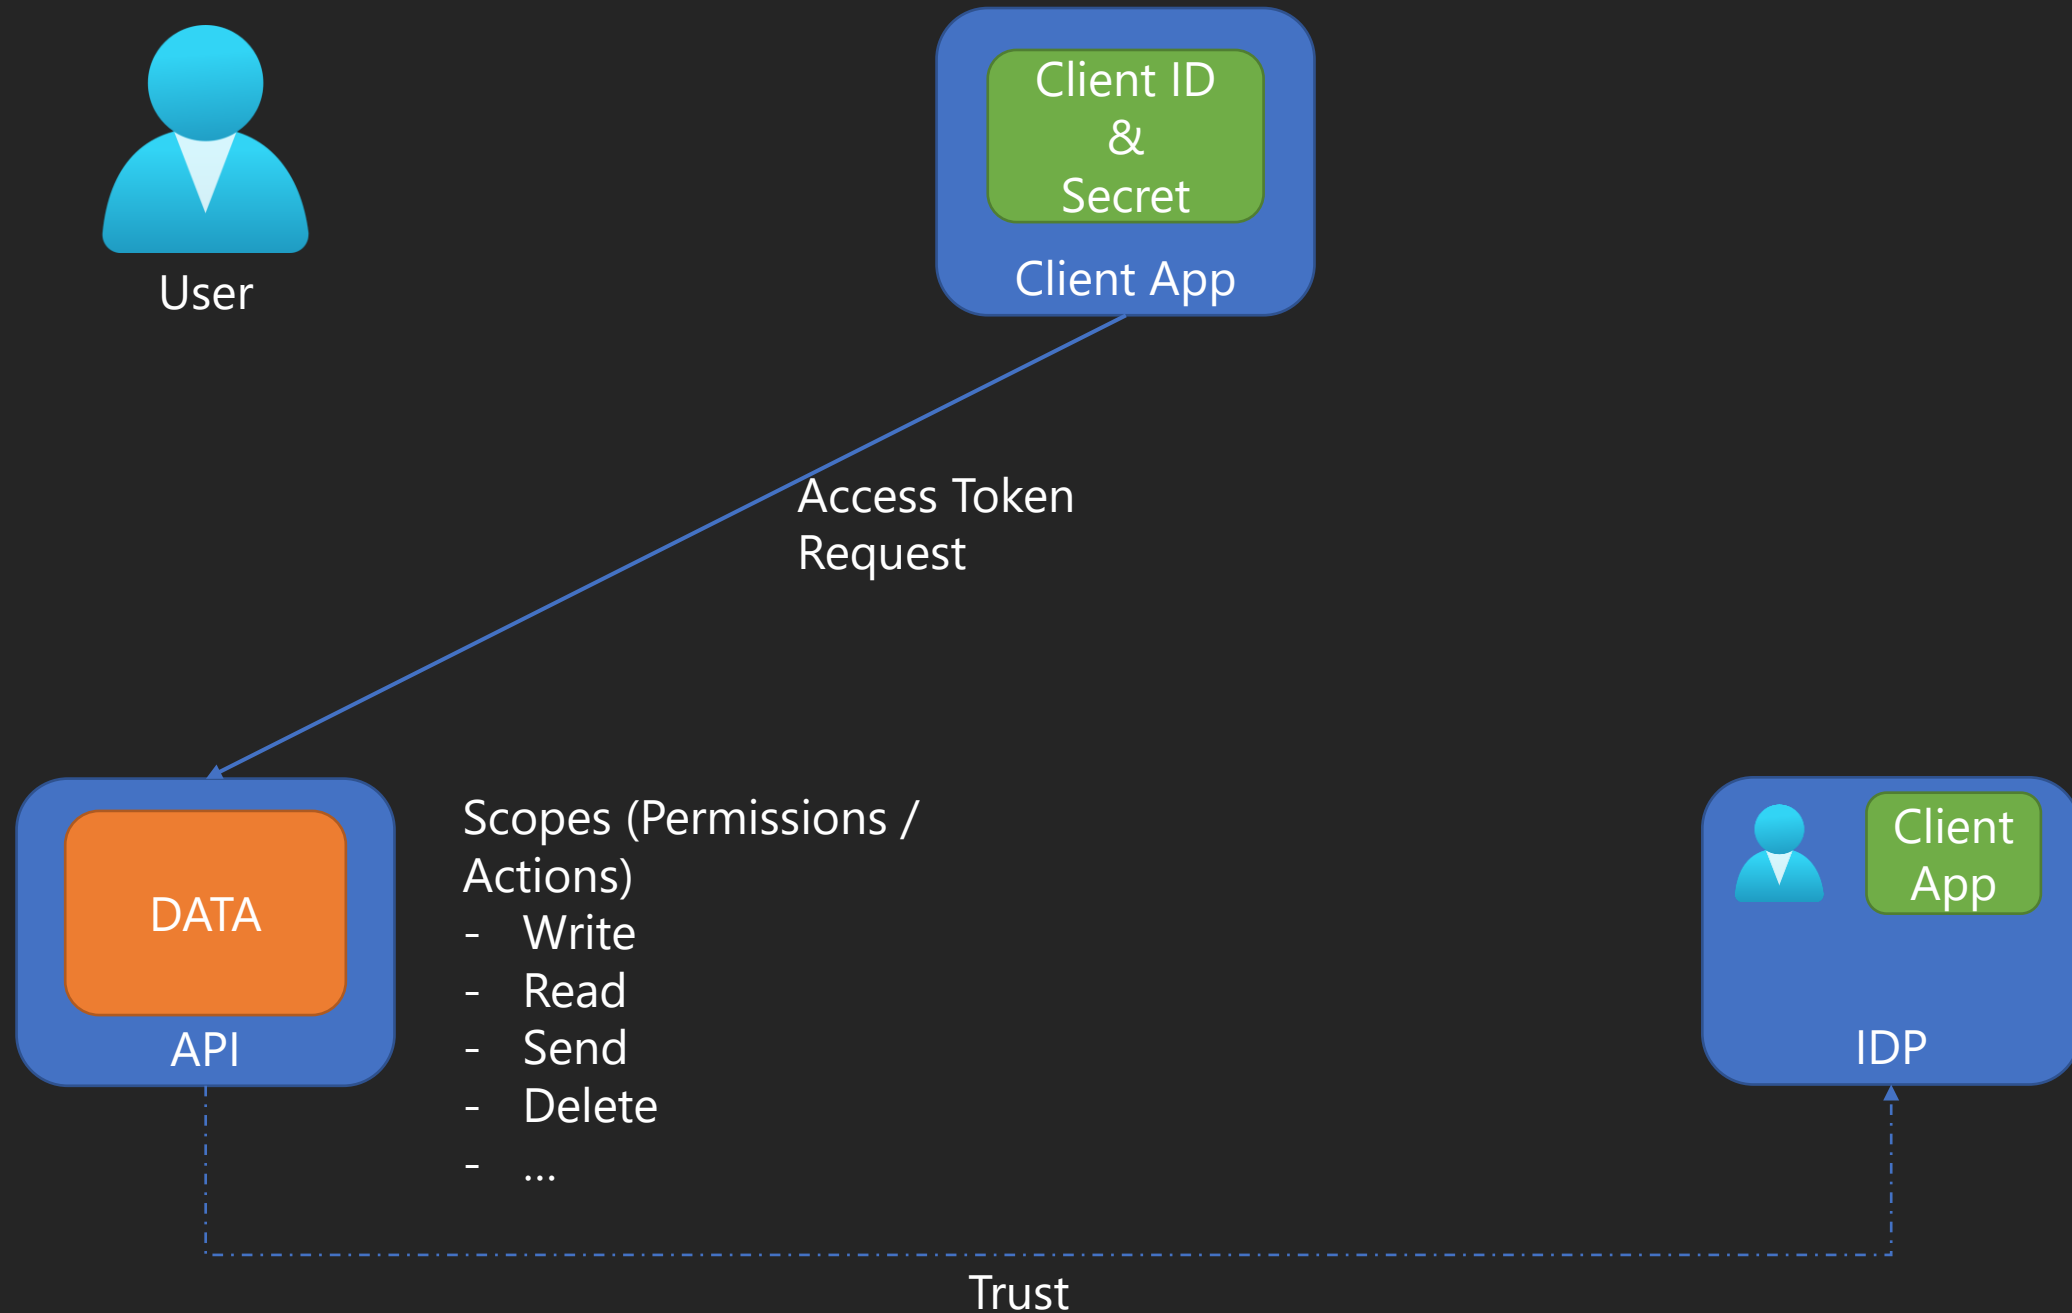 Client ID
&
Secret
Client App
User
Access Token
Request
Scopes (Permissions /
Actions)
- Write
- Read
- Send
- Delete
- ...
DATA
API
Client
App
IDP
Trust